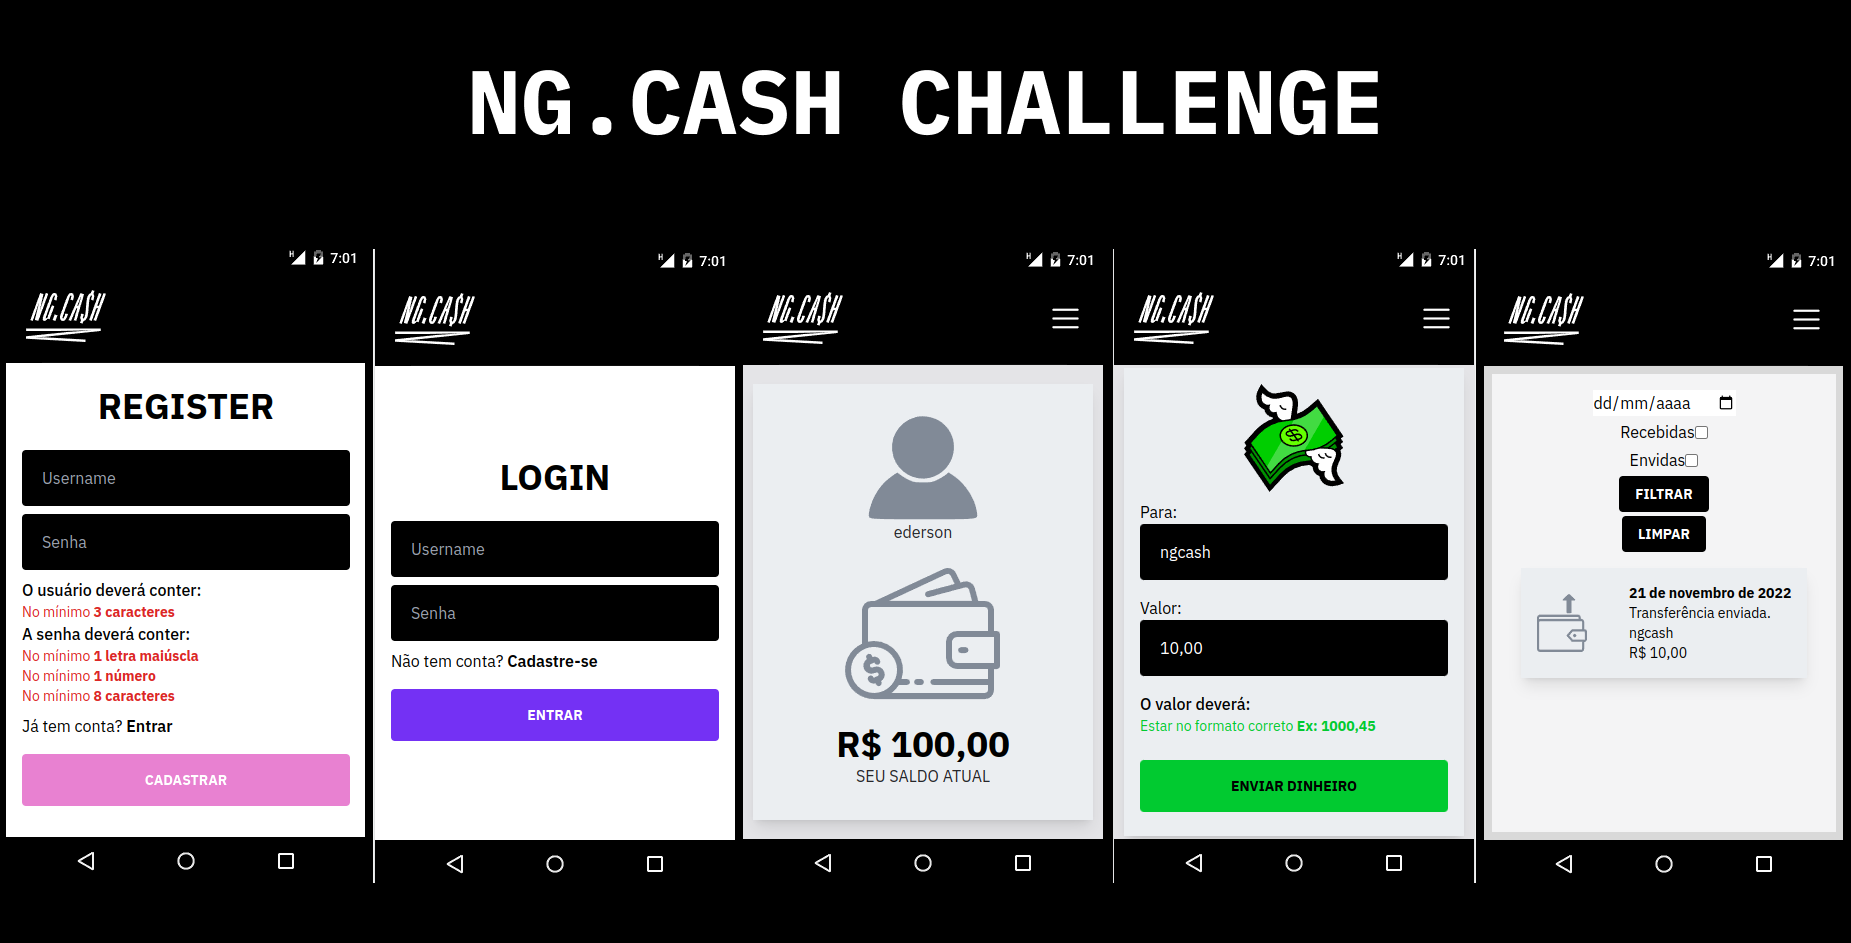 NG.CASH CHALLENGE
H 7:01
NG.CA$H
REGISTER
Username
Senha
O usuário deverá conter:
No mínimo 3 caracteres
A senha deverá conter:
No mínimo 1 letra maiúscla
No mínimo 1 número
No mínimo 8 caracteres
Já tem conta? Entrar
CADASTRAR
H 7:01
NG.CA$H
LOGIN
Username
Senha
Não tem conta? Cadastre-se
ENTRAR
H 7:01
NG.CA$H
ederson
$
R$ 100,00
SEU SALDO ATUAL
H 7:01
NG.CA$H
$
Para:
ngcash
Valor:
10,00
O valor deverá:
Estar no formato correto Ex: 1000,45
ENVIAR DINHEIRO
H 7:01
NG.CA$H
dd/mm/aaaa
Recebidas
Envidas
FILTRAR
LIMPAR
21 de novembro de 2022
Transferência enviada.
ngcash
R$ 10,00